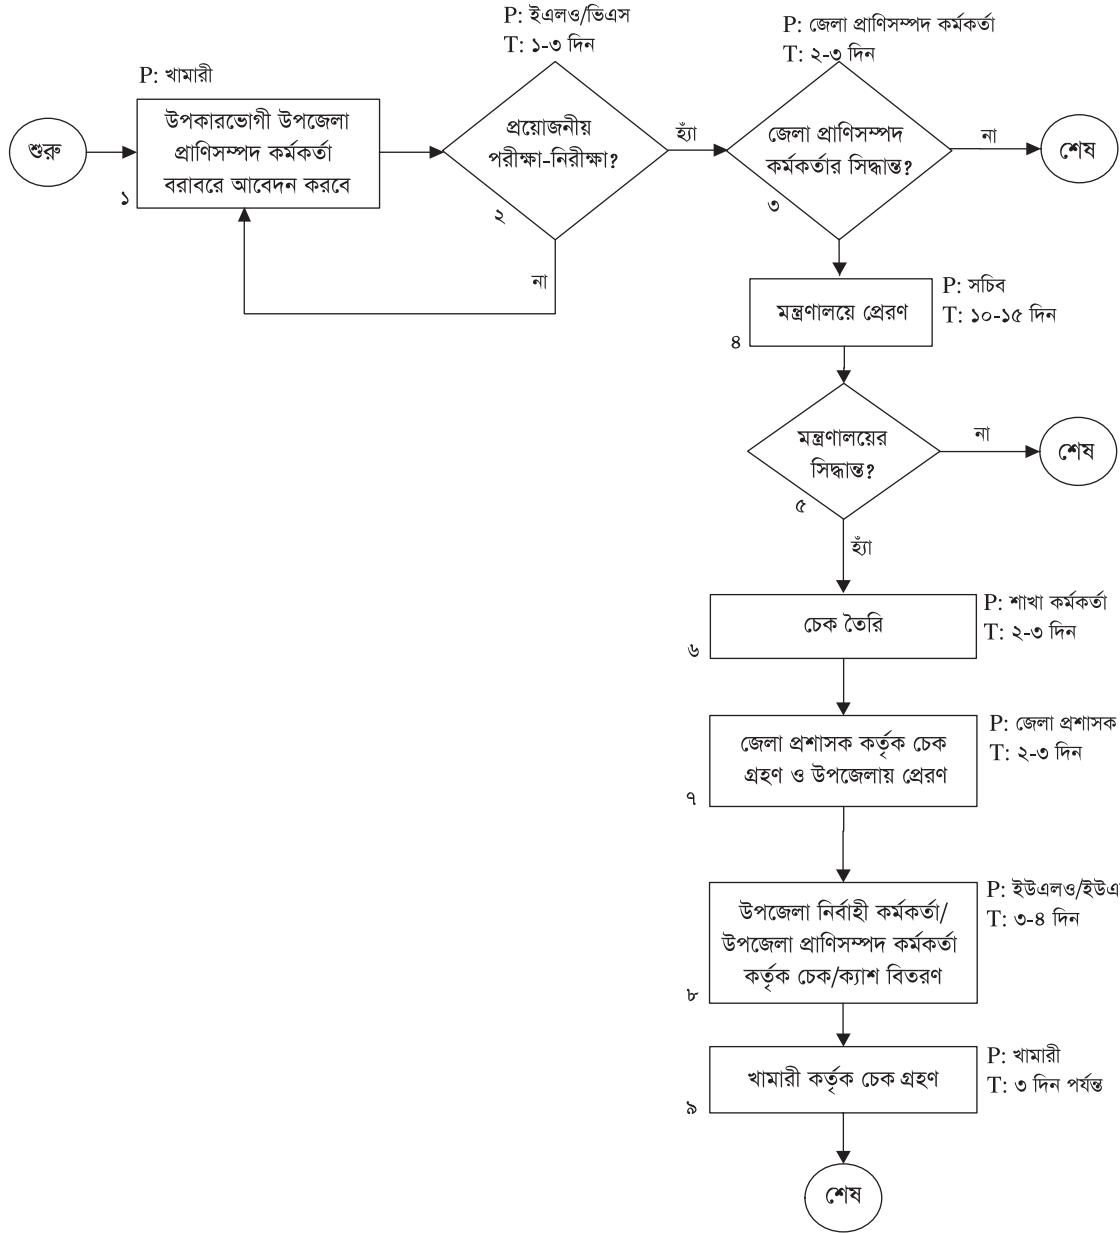 P: ইএলও/ভিএস
T: ১-৩ দিন
P: জেলা প্রাণিসম্পদ কর্মকর্তা
T: ২-৩ দিন
P: খামারী
শুরু
উপকারভোগী উপজেলা
প্রাণিসম্পদ কর্মকর্তা
বরাবরে আবেদন করবে
১
প্রয়োজনীয়
পরীক্ষা-নিরীক্ষা?
২
হ্যাঁ
না
জেলা প্রাণিসম্পদ
কর্মকর্তার সিদ্ধান্ত?
৩
না
শেষ
মন্ত্রণালয়ে প্রেরণ
৪
P: সচিব
T: ১০-১৫ দিন
মন্ত্রণালয়ের
সিদ্ধান্ত?
৫
না
শেষ
হ্যাঁ
চেক তৈরি
৬
P: শাখা কর্মকর্তা
T: ২-৩ দিন
জেলা প্রশাসক কর্তৃক চেক
গ্রহণ ও উপজেলায় প্রেরণ
৭
P: জেলা প্রশাসক
T: ২-৩ দিন
উপজেলা নির্বাহী কর্মকর্তা/
উপজেলা প্রাণিসম্পদ কর্মকর্তা
কর্তৃক চেক/ক্যাশ বিতরণ
৮
P: ইউএলও/ইউএ
T: ৩-৪ দিন
খামারী কর্তৃক চেক গ্রহণ
৯
P: খামারী
T: ৩ দিন পর্যন্ত
শেষ